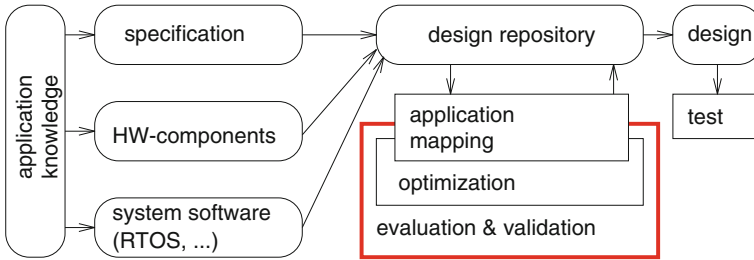 application
knowledge
specification
HW-components
system software
(RTOS, ...)
design repository
application
mapping
optimization
evaluation & validation
design
test